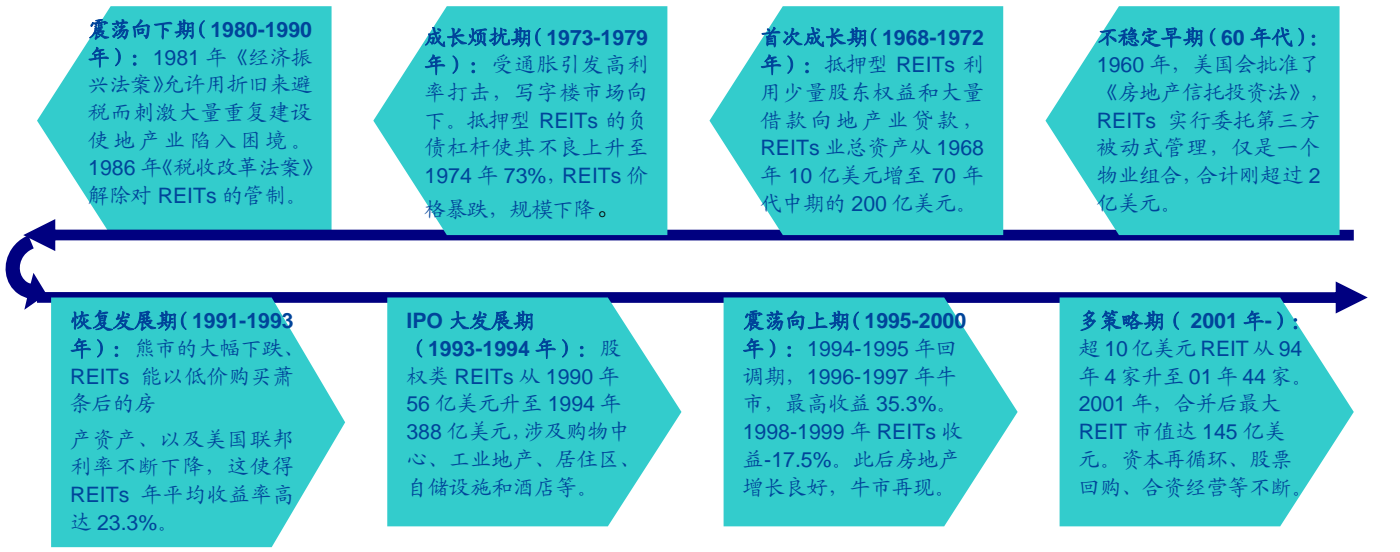 震荡向下期(1980-1990
年)：1981 年《经济振
兴法案》允许用折旧来避
税而刺激大量重复建设
使地产业陷入困境。
1986 年《税收改革法案》
解除对 REITs 的管制。
成长烦扰期(1973-1979
年)：受通胀引发高利
率打击，写字楼市场向
下。抵押型 REITs 的负
债杠杆使其不良上升至
1974 年 73%，REITs 价
格暴跌，规模下降。
首次成长期(1968-1972
年)：抵押型 REITs 利
用少量股东权益和大量
借款向地产业贷款，
REITs 业总资产从 1968
年 10 亿美元增至 70 年
代中期的 200 亿美元。
不稳定早期(60 年代)：
1960 年，美国会批准了
《房地产信托投资法》，
REITs 实行委托第三方
被动式管理，仅是一个
物业组合，合计刚超过 2
亿美元。
恢复发展期(1991-1993
年)：熊市的大幅下跌、
REITs 能以低价购买萧
条后的房
产资产、以及美国联邦
利率不断下降，这使得
REITs 年平均收益率高
达 23.3%。
IPO 大发展期
(1993-1994 年)：股
权类 REITs 从 1990 年
56 亿美元升至 1994 年
388 亿美元，涉及购物中
心、工业地产、居住区、
自储设施和酒店等。
震荡向上期(1995-2000
年)：1994-1995 年回
调期，1996-1997 年牛
市，最高收益 35.3%。
1998-1999 年 REITs 收
益-17.5%。此后房地产
增长良好，牛市再现。
多策略期( 2001 年-)：
超 10 亿美元 REIT 从 94
年 4 家升至 01 年 44 家。
2001 年，合并后最大
REIT 市值达 145 亿美
元。资本再循环、股票
回购、合资经营等不断。